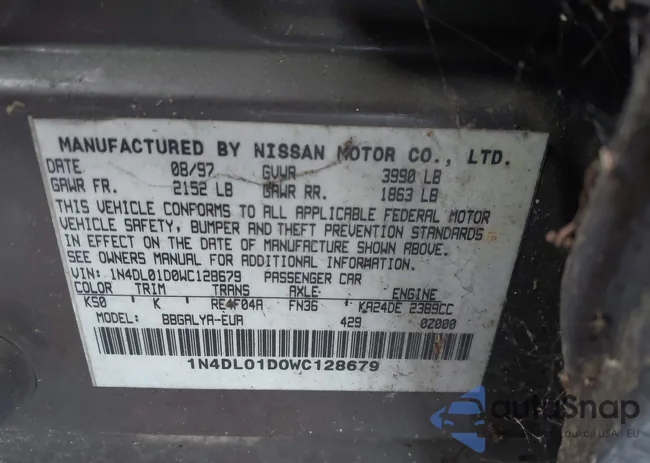 MANUFACTURED BY NISSAN MOTOR CO., LTD.
DATE 08/97 GVWR 3990 LB
GAWR FR. 2152 LB GAWR RR. 1863 LB
THIS VEHICLE CONFORMS TO ALL APPLICABLE FEDERAL MOTOR
VEHICLE SAFETY, BUMPER AND THEFT PREVENTION STANDARDS
IN EFFECT ON THE DATE OF MANUFACTURE SHOWN ABOVE.
SEE OWNERS MANUAL FOR ADDITIONAL INFORMATION.
VIN: 1N4DL01D0WC128679 PASSENGER CAR
COLOR TRIM TRANS AXLE ENGINE
K50 K RE4F04A FN36 KA24DE 2389CC
MODEL: BBGALYA-EUA 429 0Z000
1N4DL01D0WC128679
autoSnap
USA | EU